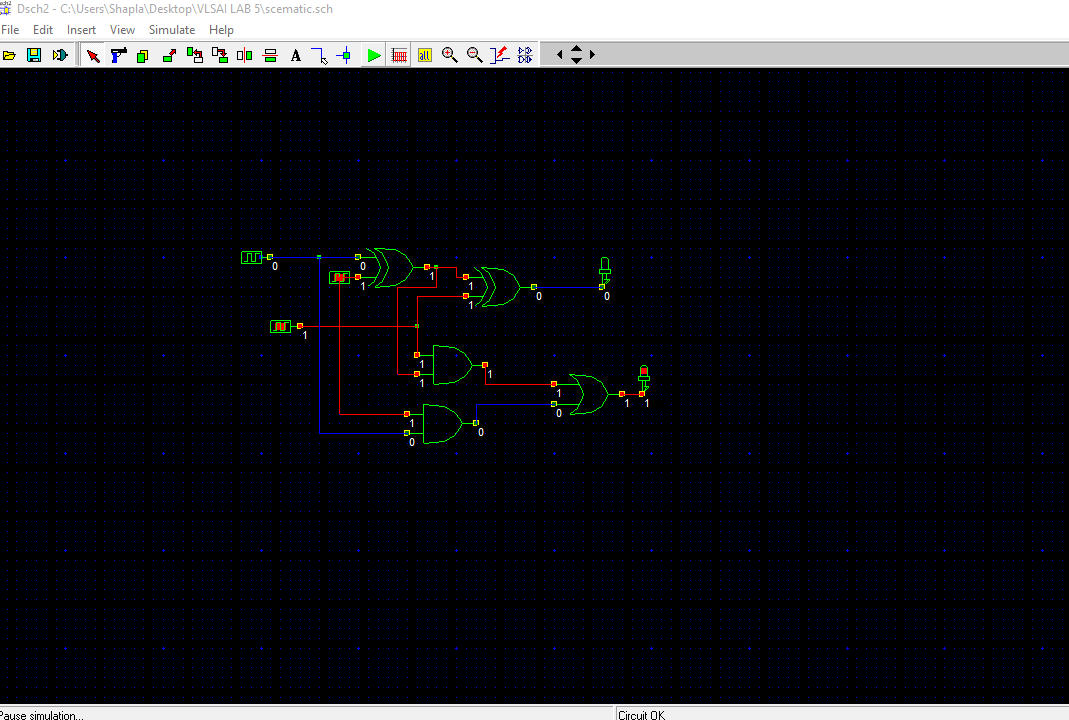 Dsch2 - C:\Users\Shapla\Desktop\VLSAI LAB 5\scematic.sch
File Edit Insert View Simulate Help
A all
0 0 1 1
1 1 0 0
1
1 1
1
1 1 1
1 0 0
0
Pause simulation... Circuit OK